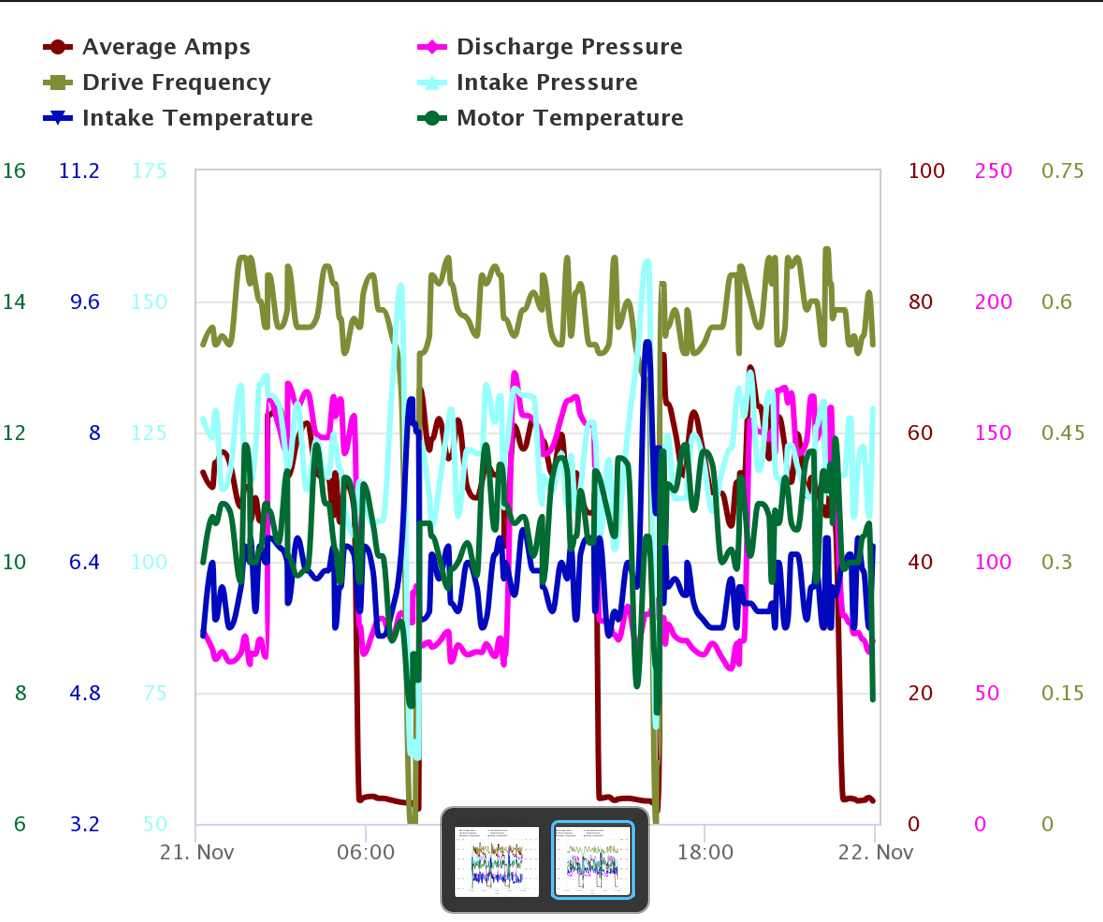 Average Amps Discharge Pressure
Drive Frequency Intake Pressure
Intake Temperature Motor Temperature
16 11.2 175 100 250 0.75
14 9.6 150 80 200 0.6
12 8 125 60 150 0.45
10 6.4 100 40 100 0.3
8 4.8 75 20 50 0.15
6 3.2 50 0 0 0
21. Nov 06:00 18:00 22. Nov